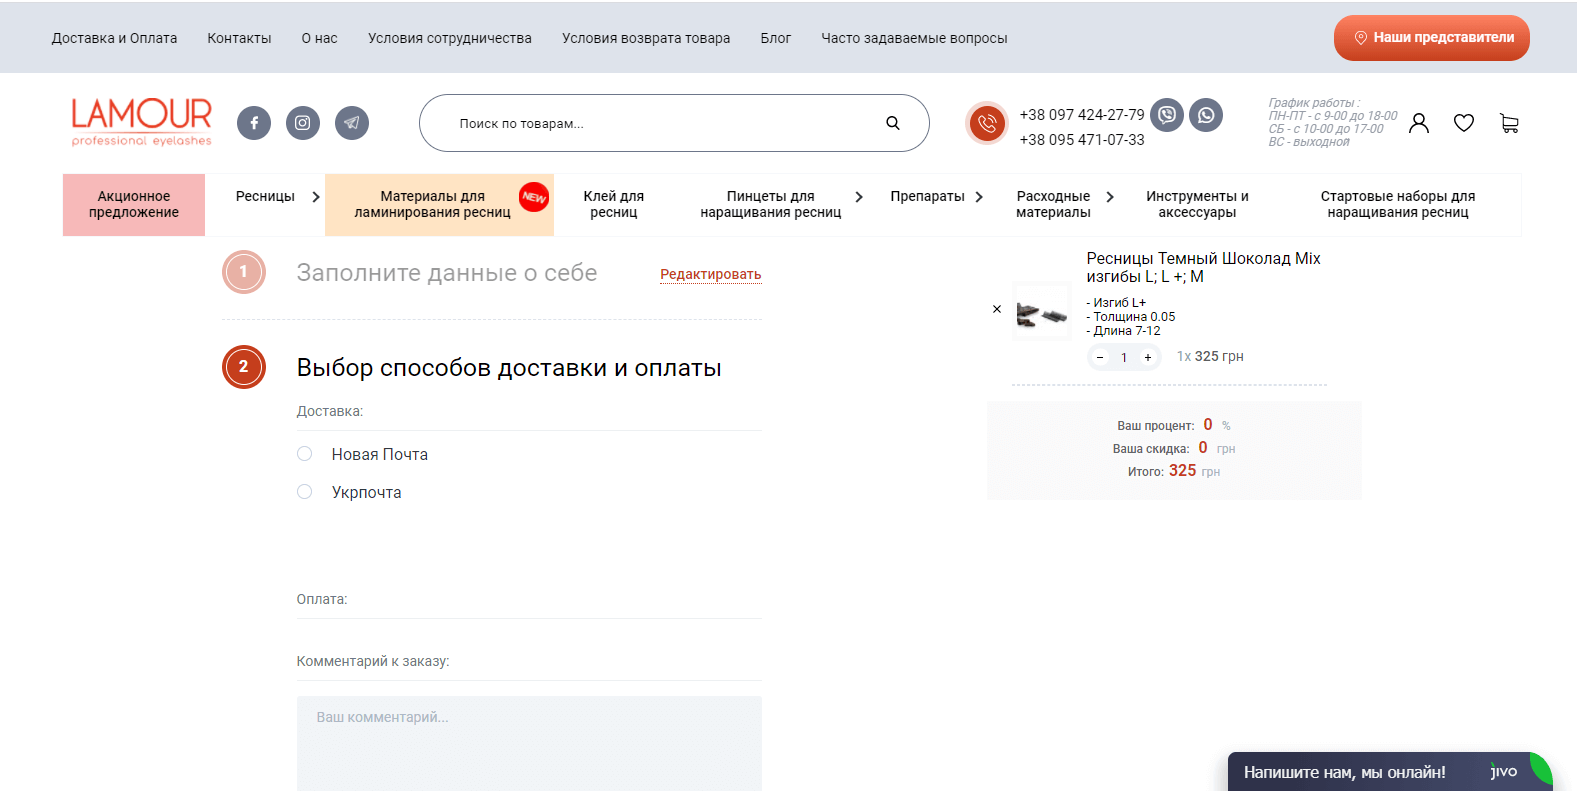 Доставка и Оплата
Контакты
О нас
Условия сотрудничества
Условия возврата товара
Блог
Часто задаваемые вопросы
Наши представители
LAMOUR
professional eyelashes
Поиск по товарам...
+38 097 424-27-79
+38 095 471-07-33
График работы :
ПН-ПТ - с 9-00 до 18-00
СБ - с 10-00 до 17-00
ВС - выходной
Акционное
предложение
Ресницы
Материалы для
ламинирования ресниц
NEW
Клей для
ресниц
Пинцеты для
наращивания ресниц
Препараты
Расходные
материалы
Инструменты и
аксессуары
Стартовые наборы для
наращивания ресниц
1
Заполните данные о себе
Редактировать
2
Выбор способов доставки и оплаты
Доставка:
Новая Почта
Укрпочта
Оплата:
Комментарий к заказу:
Ваш комментарий...
Ресницы Темный Шоколад Mix
изгибы L; L +; M
- Изгиб L+
- Толщина 0.05
- Длина 7-12
− 1 +
1x 325 грн
Ваш процент: 0 %
Ваша скидка: 0 грн
Итого: 325 грн
Напишите нам, мы онлайн!
jivo